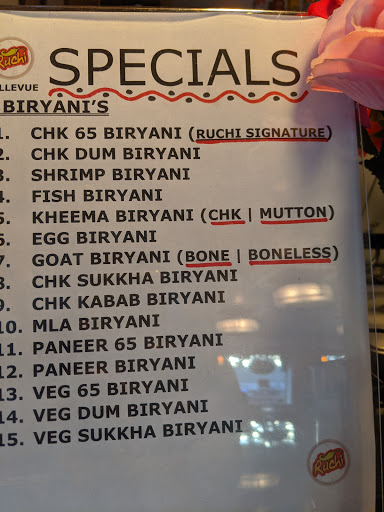 Ruchi
SPECIALS
LLEVUE
BIRYANI'S
1. CHK 65 BIRYANI (RUCHI SIGNATURE)
2. CHK DUM BIRYANI
3. SHRIMP BIRYANI
4. FISH BIRYANI
5. KHEEMA BIRYANI (CHK | MUTTON)
6. EGG BIRYANI
7. GOAT BIRYANI (BONE | BONELESS)
8. CHK SUKKHA BIRYANI
9. CHK KABAB BIRYANI
10. MLA BIRYANI
11. PANEER 65 BIRYANI
12. PANEER BIRYANI
13. VEG 65 BIRYANI
14. VEG DUM BIRYANI
15. VEG SUKKHA BIRYANI
Ruchi